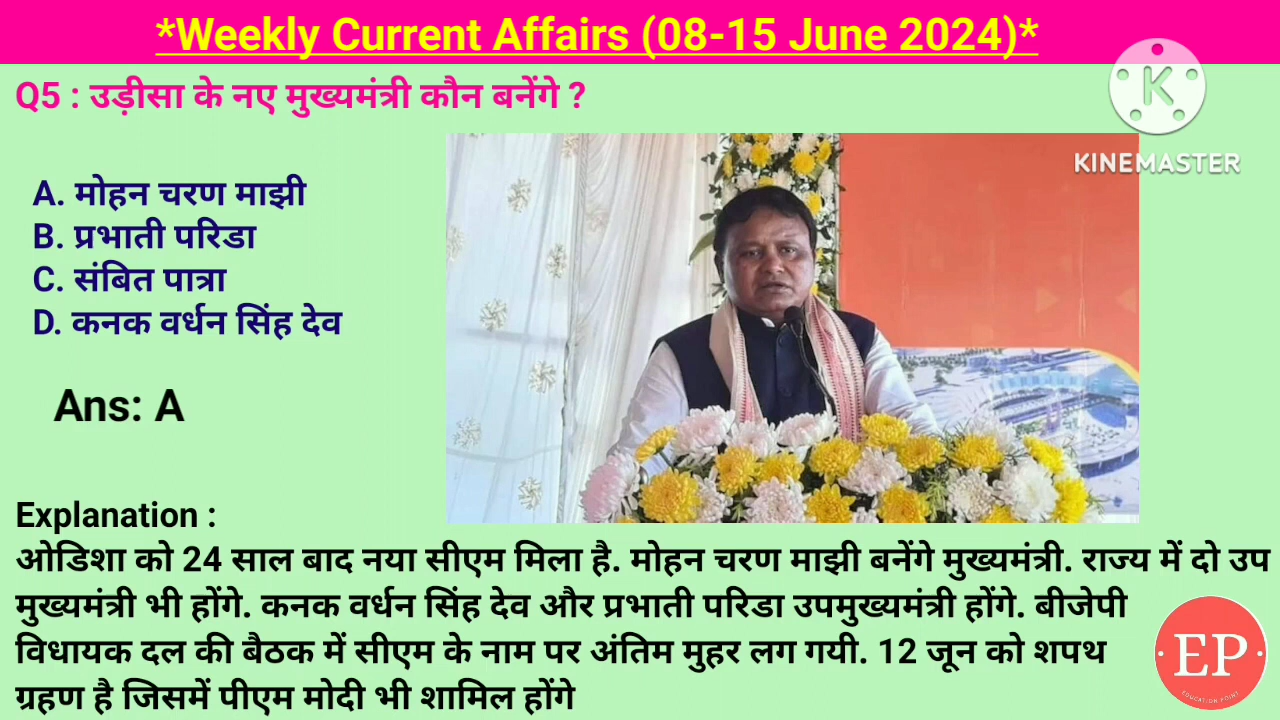 *Weekly Current Affairs (08-15 June 2024)*
Q5 : उड़ीसा के नए मुख्यमंत्री कौन बनेंगे ?
K
KINEMASTER
A. मोहन चरण माझी
B. प्रभाती परिडा
C. संबित पात्रा
D. कनक वर्धन सिंह देव
Ans: A
Explanation :
ओडिशा को 24 साल बाद नया सीएम मिला है. मोहन चरण माझी बनेंगे मुख्यमंत्री. राज्य में दो उप
मुख्यमंत्री भी होंगे. कनक वर्धन सिंह देव और प्रभाती परिडा उपमुख्यमंत्री होंगे. बीजेपी
विधायक दल की बैठक में सीएम के नाम पर अंतिम मुहर लग गयी. 12 जून को शपथ
ग्रहण है जिसमें पीएम मोदी भी शामिल होंगे
EP
EDUCATION POINT